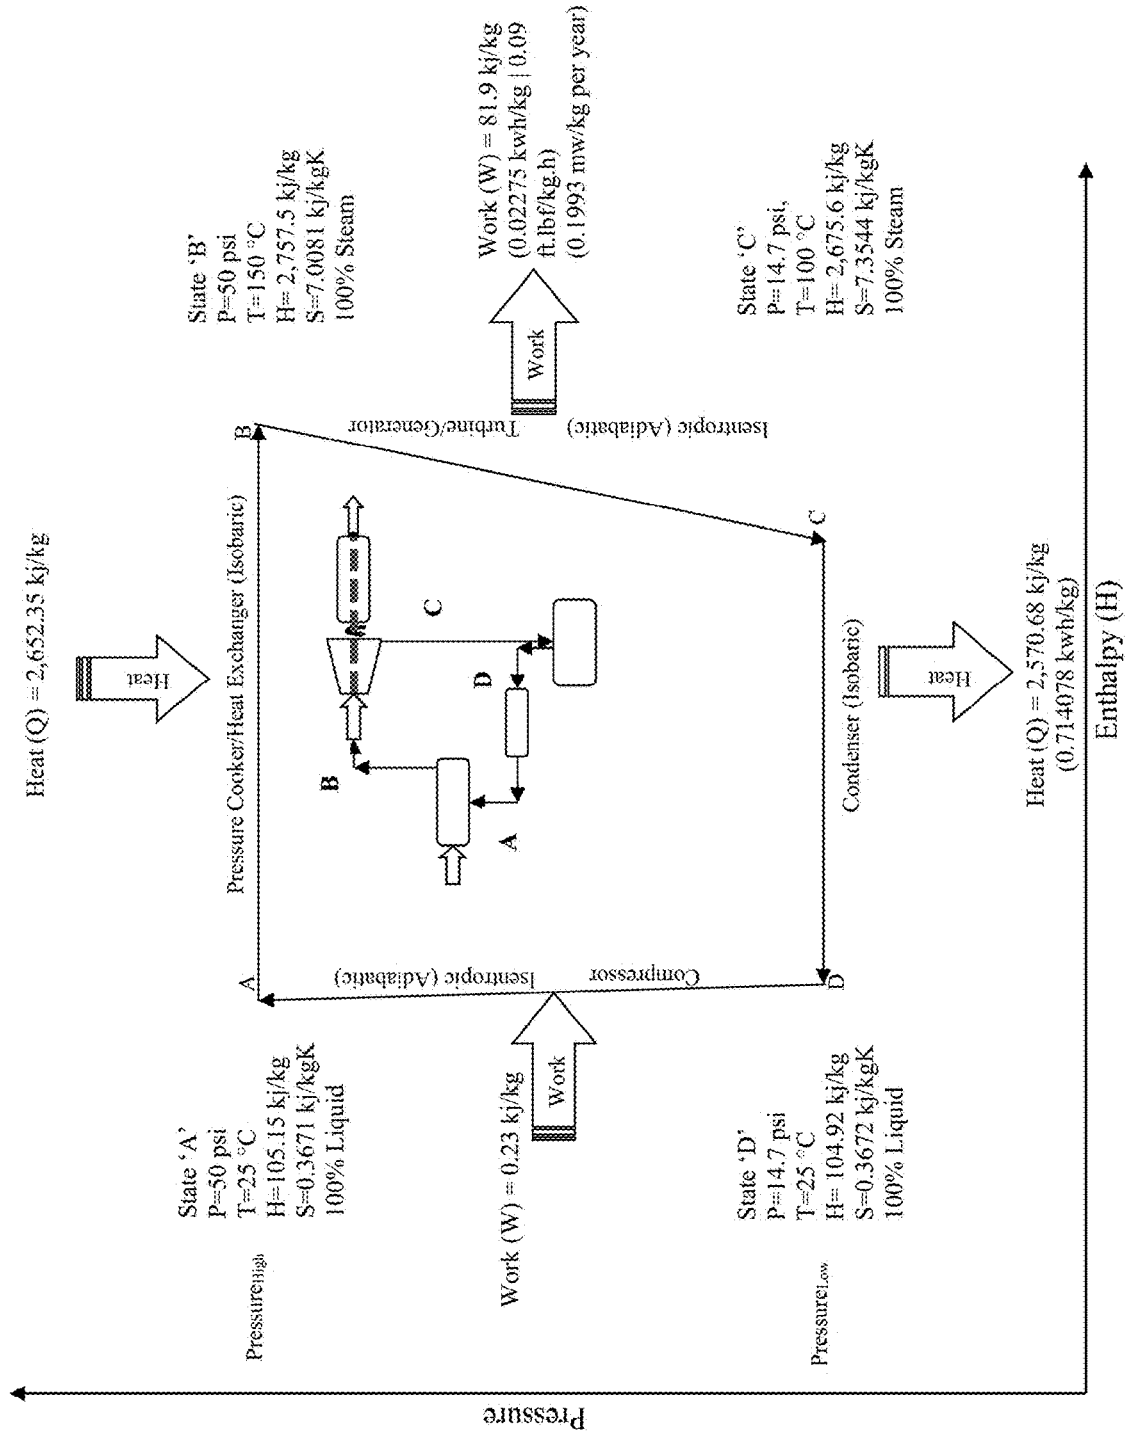 Heat (Q) = 2,652.35 kj/kg
Heat
State ‘A’
P=50 psi
T=25 °C
H=105.15 kj/kg
S=0.3671 kj/kgK
100% Liquid
PressureHigh
A
Pressure Cooker/Heat Exchanger (Isobaric)
B
State ‘B’
P=50 psi
T=150 °C
H= 2,757.5 kj/kg
S=7.0081 kj/kgK
100% Steam
Work (W) = 0.23 kj/kg
Work
Isentropic (Adiabatic)
Compressor
B
A
D
C
Turbine/Generator
Isentropic (Adiabatic)
Work
Work (W) = 81.9 kj/kg
(0.02275 kwh/kg | 0.09
ft.lbf/kg.h)
(0.1993 mw/kg per year)
State ‘D’
P=14.7 psi
T=25 °C
H= 104.92 kj/kg
S=0.3672 kj/kgK
100% Liquid
PressureLow
D
Condenser (Isobaric)
C
State ‘C’
P=14.7 psi,
T=100 °C
H= 2,675.6 kj/kg
S=7.3544 kj/kgK
100% Steam
Heat
Heat (Q) = 2,570.68 kj/kg
(0.714078 kwh/kg)
Pressure
Enthalpy (H)